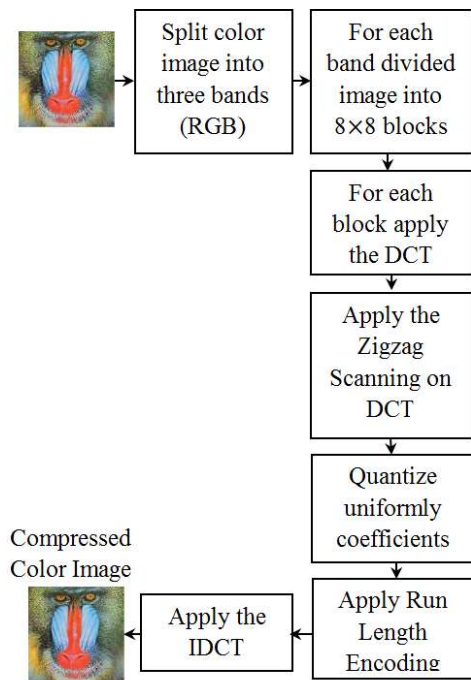 Split color
image into
three bands
(RGB)
For each
band divided
image into
8×8 blocks
For each
block apply
the DCT
Apply the
Zigzag
Scanning on
DCT
Quantize
uniformly
coefficients
Apply Run
Length
Encoding
Apply the
IDCT
Compressed
Color Image